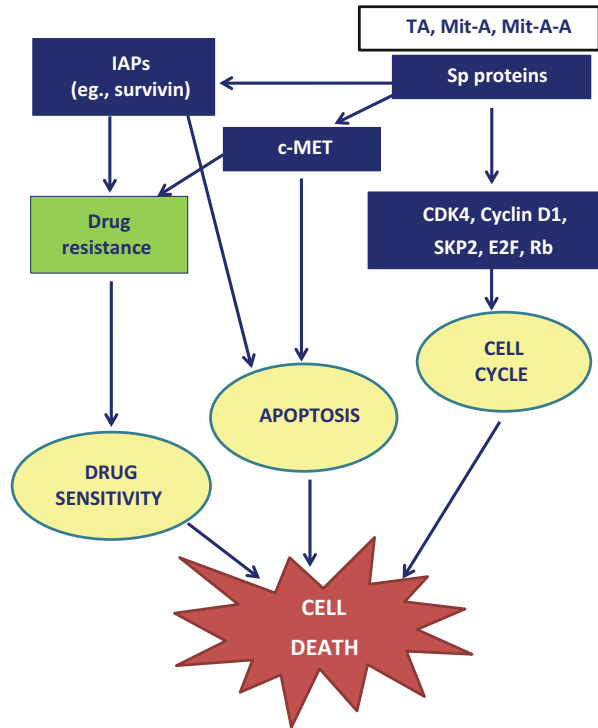 TA, Mit-A, Mit-A-A
IAPs
(eg., survivin)
Sp proteins
c-MET
Drug
resistance
CDK4, Cyclin D1,
SKP2, E2F, Rb
CELL
CYCLE
APOPTOSIS
DRUG
SENSITIVITY
CELL
DEATH